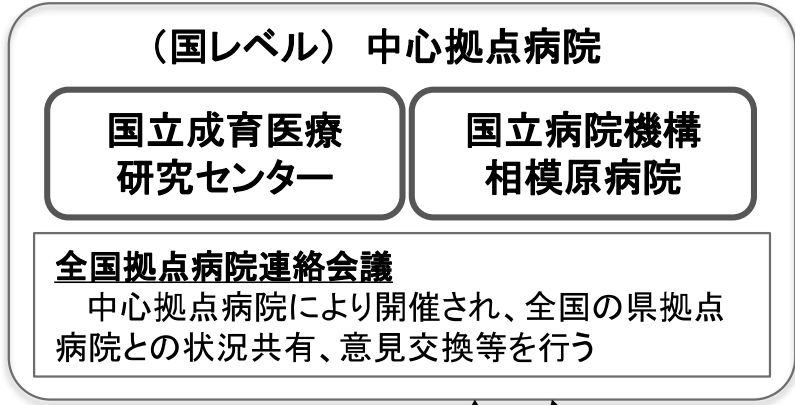 （国レベル） 中心拠点病院
国立成育医療
研究センター
国立病院機構
相模原病院
全国拠点病院連絡会議
　中心拠点病院により開催され、全国の県拠点
病院との状況共有、意見交換等を行う